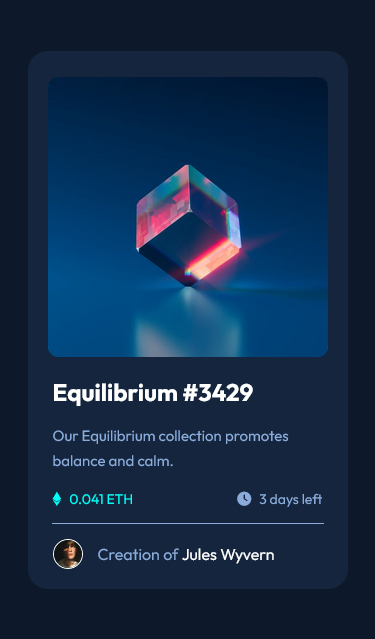 Equilibrium #3429
Our Equilibrium collection promotes
balance and calm.
0.041 ETH
3 days left
Creation of Jules Wyvern